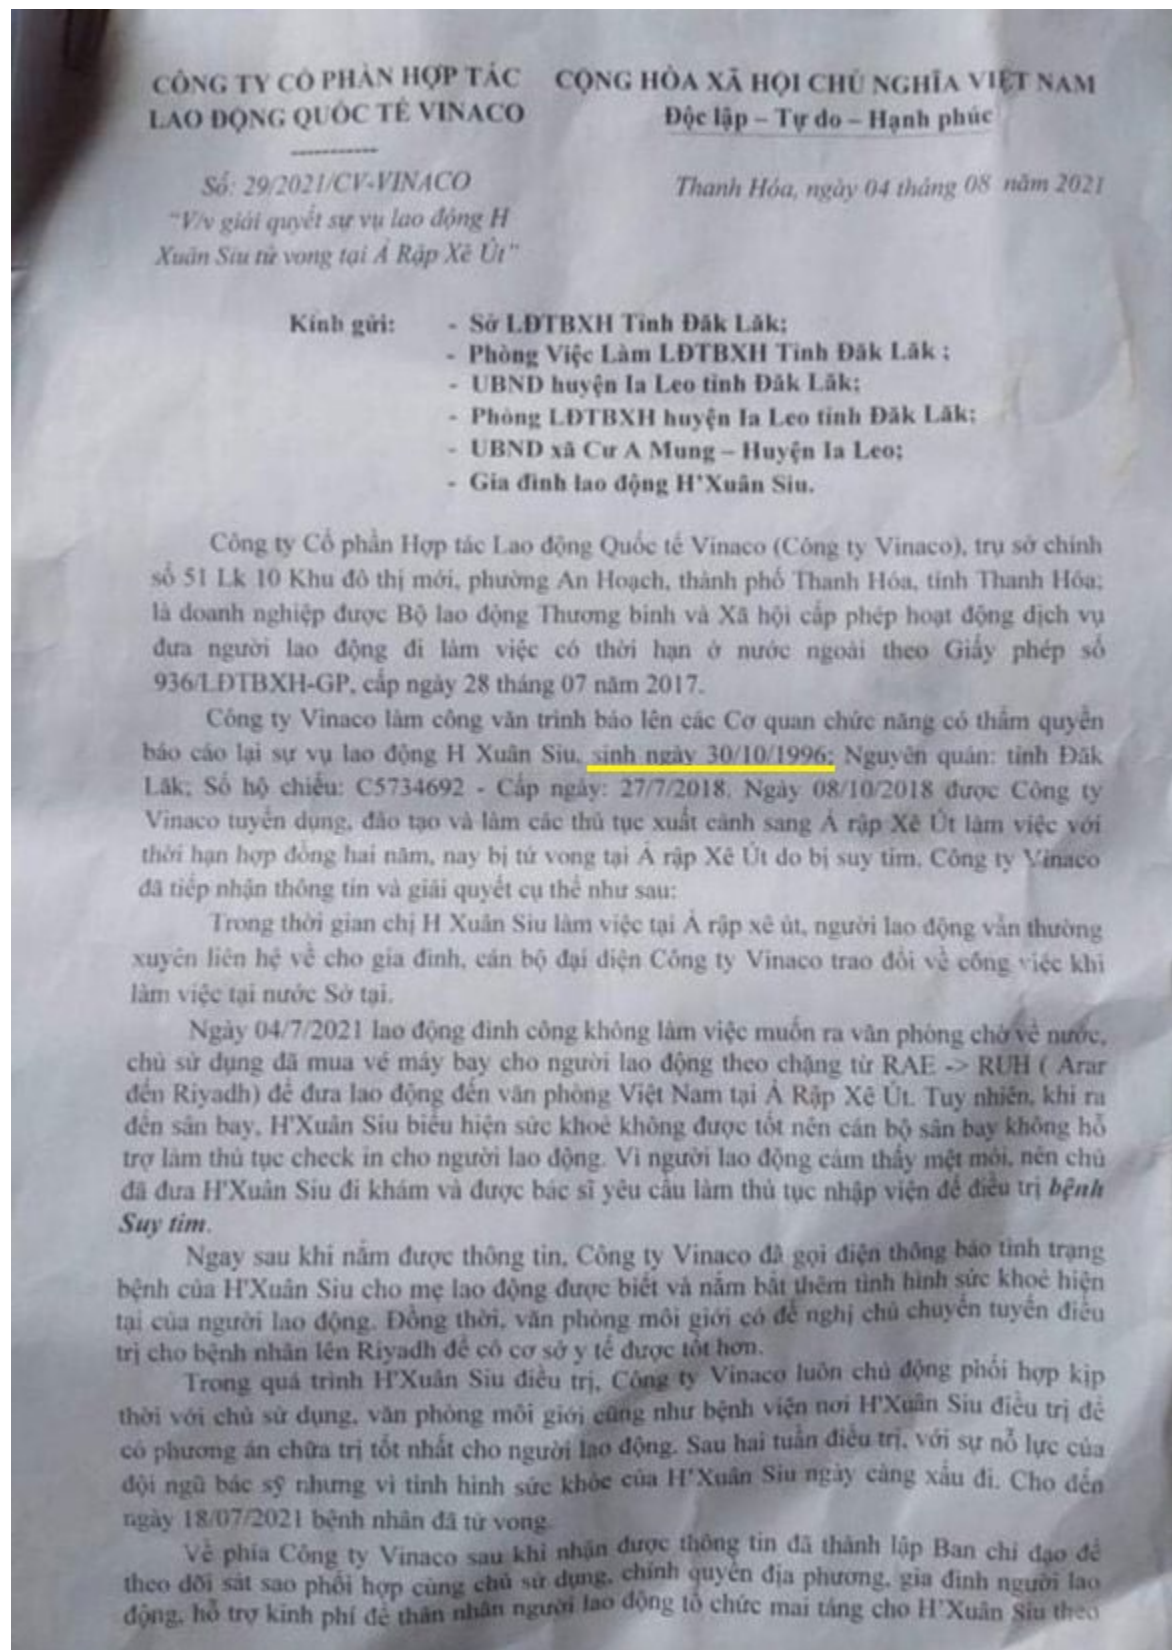 CÔNG TY CỔ PHẦN HỢP TÁC
LAO ĐỘNG QUỐC TẾ VINACO
CỘNG HÒA XÃ HỘI CHỦ NGHĨA VIỆT NAM
Độc lập – Tự do – Hạnh phúc
Số: 29/2021/CV-VINACO
Thanh Hóa, ngày 04 tháng 08 năm 2021
"V/v giải quyết sự vụ lao động H
Xuân Siu tử vong tại Ả Rập Xê Út"
Kính gửi:
- Sở LĐTBXH Tỉnh Đăk Lăk;
- Phòng Việc Làm LĐTBXH Tỉnh Đăk Lăk ;
- UBND huyện Ia Leo tỉnh Đăk Lăk;
- Phòng LĐTBXH huyện Ia Leo tỉnh Đăk Lăk;
- UBND xã Cư A Mung – Huyện Ia Leo;
- Gia đình lao động H'Xuân Siu.
Công ty Cổ phần Hợp tác Lao động Quốc tế Vinaco (Công ty Vinaco), trụ sở chính
số 51 Lk 10 Khu đô thị mới, phường An Hoạch, thành phố Thanh Hóa, tỉnh Thanh Hóa;
là doanh nghiệp được Bộ lao động Thương binh và Xã hội cấp phép hoạt động dịch vụ
đưa người lao động đi làm việc có thời hạn ở nước ngoài theo Giấy phép số
936/LĐTBXH-GP, cấp ngày 28 tháng 07 năm 2017.
Công ty Vinaco làm công văn trình báo lên các Cơ quan chức năng có thẩm quyền
báo cáo lại sự vụ lao động H Xuân Siu, sinh ngày 30/10/1996; Nguyên quán: tỉnh Đăk
Lăk; Số hộ chiếu: C5734692 - Cấp ngày: 27/7/2018. Ngày 08/10/2018 được Công ty
Vinaco tuyển dụng, đào tạo và làm các thủ tục xuất cảnh sang Ả rập Xê Út làm việc với
thời hạn hợp đồng hai năm, nay bị tử vong tại Ả rập Xê Út do bị suy tim. Công ty Vinaco
đã tiếp nhận thông tin và giải quyết cụ thể như sau:
Trong thời gian chị H Xuân Siu làm việc tại Ả rập xê út, người lao động vẫn thường
xuyên liên hệ về cho gia đình, cán bộ đại diện Công ty Vinaco trao đổi về công việc khi
làm việc tại nước Sở tại.
Ngày 04/7/2021 lao động đình công không làm việc muốn ra văn phòng chờ về nước,
chủ sử dụng đã mua vé máy bay cho người lao động theo chặng từ RAE -> RUH ( Arar
đến Riyadh) để đưa lao động đến văn phòng Việt Nam tại Ả Rập Xê Út. Tuy nhiên, khi ra
đến sân bay, H'Xuân Siu biểu hiện sức khoẻ không được tốt nên cán bộ sân bay không hỗ
trợ làm thủ tục check in cho người lao động. Vì người lao động cảm thấy mệt mỏi, nên chủ
đã đưa H'Xuân Siu đi khám và được bác sĩ yêu cầu làm thủ tục nhập viện để điều trị bệnh
Suy tim.
Ngay sau khi nắm được thông tin, Công ty Vinaco đã gọi điện thông báo tình trạng
bệnh của H'Xuân Siu cho mẹ lao động được biết và nắm bắt thêm tình hình sức khoẻ hiện
tại của người lao động. Đồng thời, văn phòng môi giới có đề nghị chủ chuyển tuyến điều
trị cho bệnh nhân lên Riyadh để có cơ sở y tế được tốt hơn.
Trong quá trình H'Xuân Siu điều trị, Công ty Vinaco luôn chủ động phối hợp kịp
thời với chủ sử dụng, văn phòng môi giới cũng như bệnh viện nơi H'Xuân Siu điều trị để
có phương án chữa trị tốt nhất cho người lao động. Sau hai tuần điều trị, với sự nỗ lực của
đội ngũ bác sỹ nhưng vì tình hình sức khỏe của H'Xuân Siu ngày càng xấu đi. Cho đến
ngày 18/07/2021 bệnh nhân đã tử vong.
Về phía Công ty Vinaco sau khi nhận được thông tin đã thành lập Ban chỉ đạo để
theo dõi sát sao phối hợp cùng chủ sử dụng, chính quyền địa phương, gia đình người lao
động, hỗ trợ kinh phí để thân nhân người lao động tổ chức mai táng cho H'Xuân Siu theo